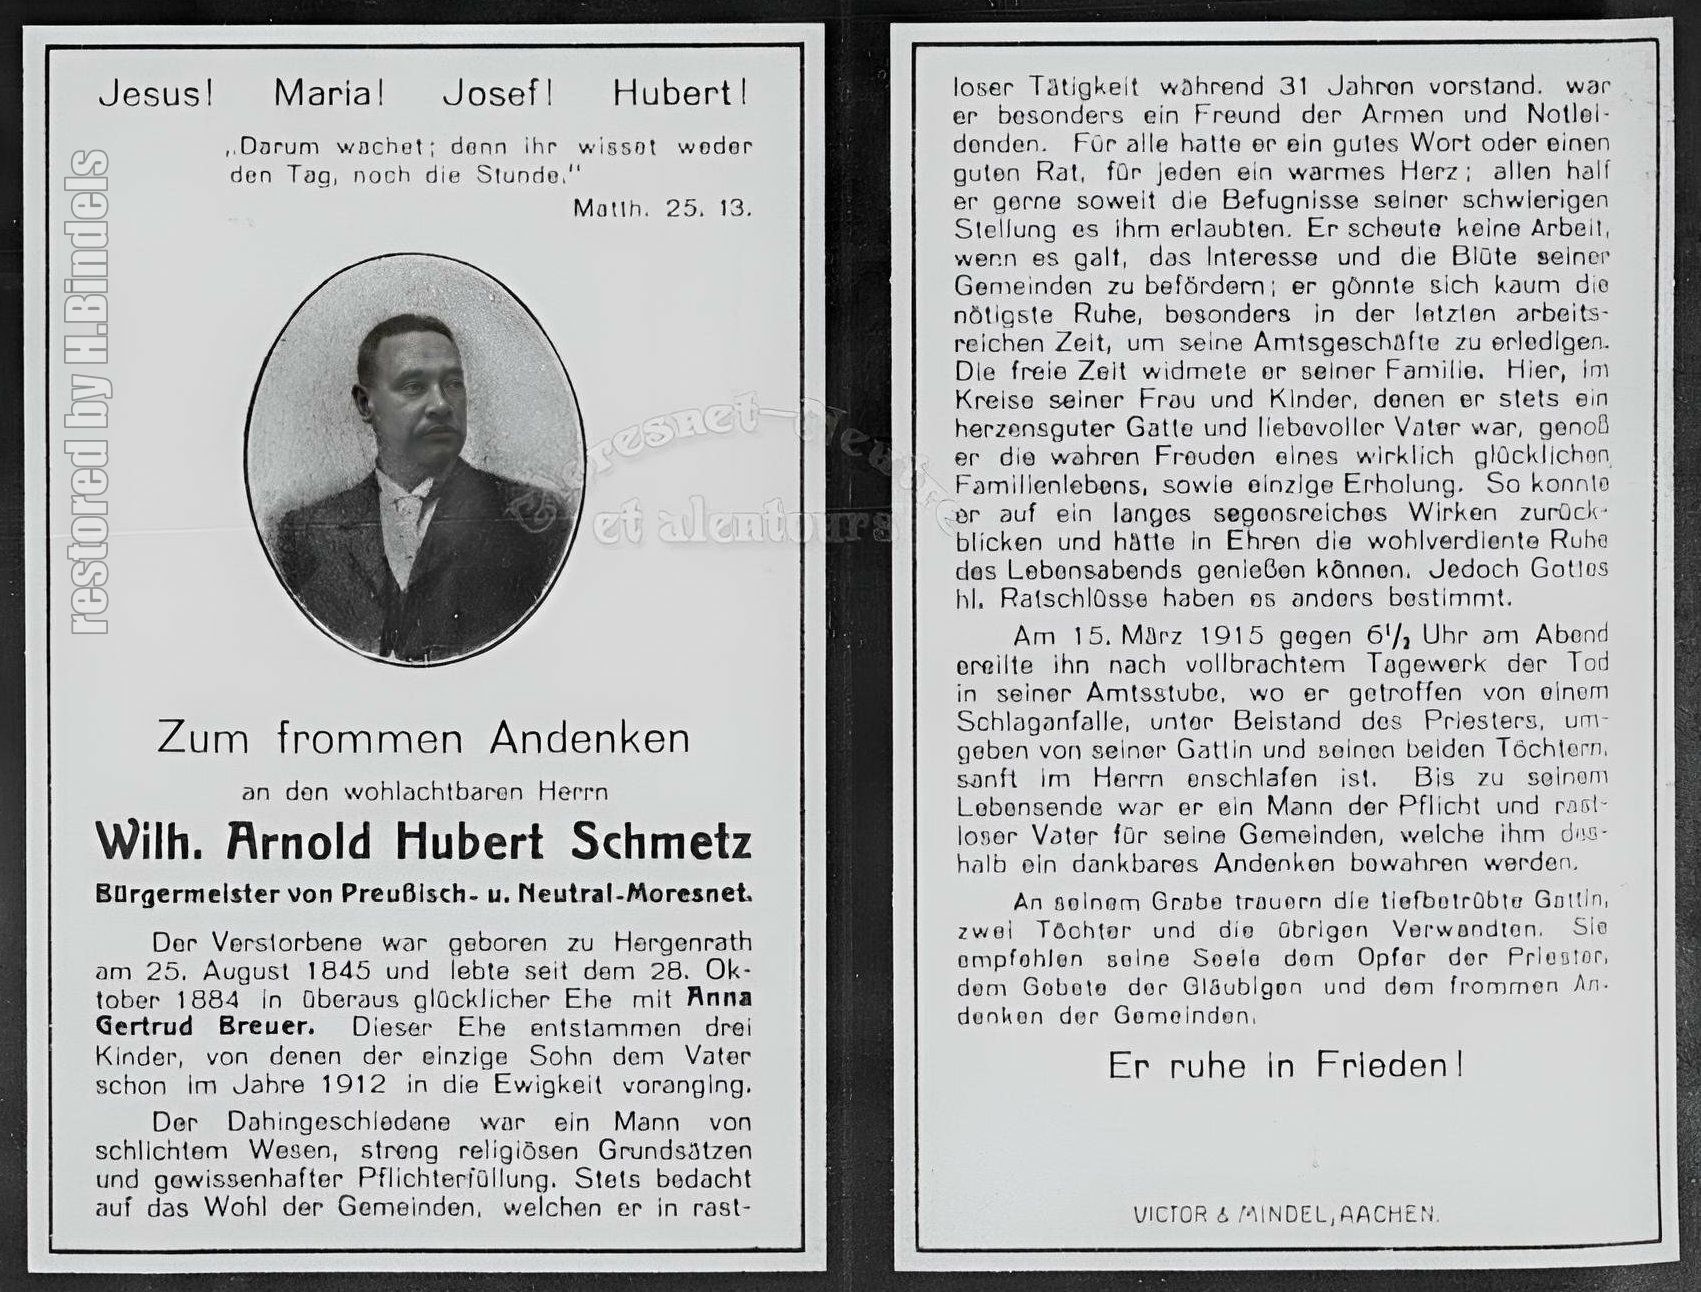 Jesus! Maria! Josef! Hubert!
„Darum wachet; denn ihr wisset weder
den Tag, noch die Stunde."
Matth. 25. 13.
restored by H.Bindels
Moresnet-Neutre
et alentours
Zum frommen Andenken
an den wohlachtbaren Herrn
Wilh. Arnold Hubert Schmetz
Bürgermeister von Preußisch- u. Neutral-Moresnet.
Der Verstorbene war geboren zu Hergenrath
am 25. August 1845 und lebte seit dem 28. Ok-
tober 1884 in überaus glücklicher Ehe mit Anna
Gertrud Breuer. Dieser Ehe entstammen drei
Kinder, von denen der einzige Sohn dem Vater
schon im Jahre 1912 in die Ewigkeit voranging.
Der Dahingeschiedene war ein Mann von
schlichtem Wesen, streng religiösen Grundsätzen
und gewissenhafter Pflichterfüllung. Stets bedacht
auf das Wohl der Gemeinden, welchen er in rast-
loser Tätigkeit während 31 Jahren vorstand, war
er besonders ein Freund der Armen und Notlei-
denden. Für alle hatte er ein gutes Wort oder einen
guten Rat, für jeden ein warmes Herz; allen half
er gerne soweit die Befugnisse seiner schwierigen
Stellung es ihm erlaubten. Er scheute keine Arbeit,
wenn es galt, das Interesse und die Blüte seiner
Gemeinden zu befördern; er gönnte sich kaum die
nötigste Ruhe, besonders in der letzten arbeits-
reichen Zeit, um seine Amtsgeschäfte zu erledigen.
Die freie Zeit widmete er seiner Familie. Hier, im
Kreise seiner Frau und Kinder, denen er stets ein
herzensguter Gatte und liebevoller Vater war, genoß
er die wahren Freuden eines wirklich glücklichen
Familienlebens, sowie einzige Erholung. So konnte
er auf ein langes segensreiches Wirken zurück-
blicken und hätte in Ehren die wohlverdiente Ruhe
des Lebensabends genießen können. Jedoch Gottes
hl. Ratschlüsse haben es anders bestimmt.
Am 15. März 1915 gegen 6½ Uhr am Abend
ereilte ihn nach vollbrachtem Tagewerk der Tod
in seiner Amtsstube, wo er getroffen von einem
Schlaganfalle, unter Beistand des Priesters, um-
geben von seiner Gattin und seinen beiden Töchtern,
sanft im Herrn enschlafen ist. Bis zu seinem
Lebensende war er ein Mann der Pflicht und rast-
loser Vater für seine Gemeinden, welche ihm des-
halb ein dankbares Andenken bewahren werden.
An seinem Grabe trauern die tiefbetrübte Gattin,
zwei Töchter und die übrigen Verwandten. Sie
empfehlen seine Seele dem Opfer der Priester,
dem Gebete der Gläubigen und dem frommen An-
denken der Gemeinden.
Er ruhe in Frieden!
VICTOR & MINDEL, AACHEN.